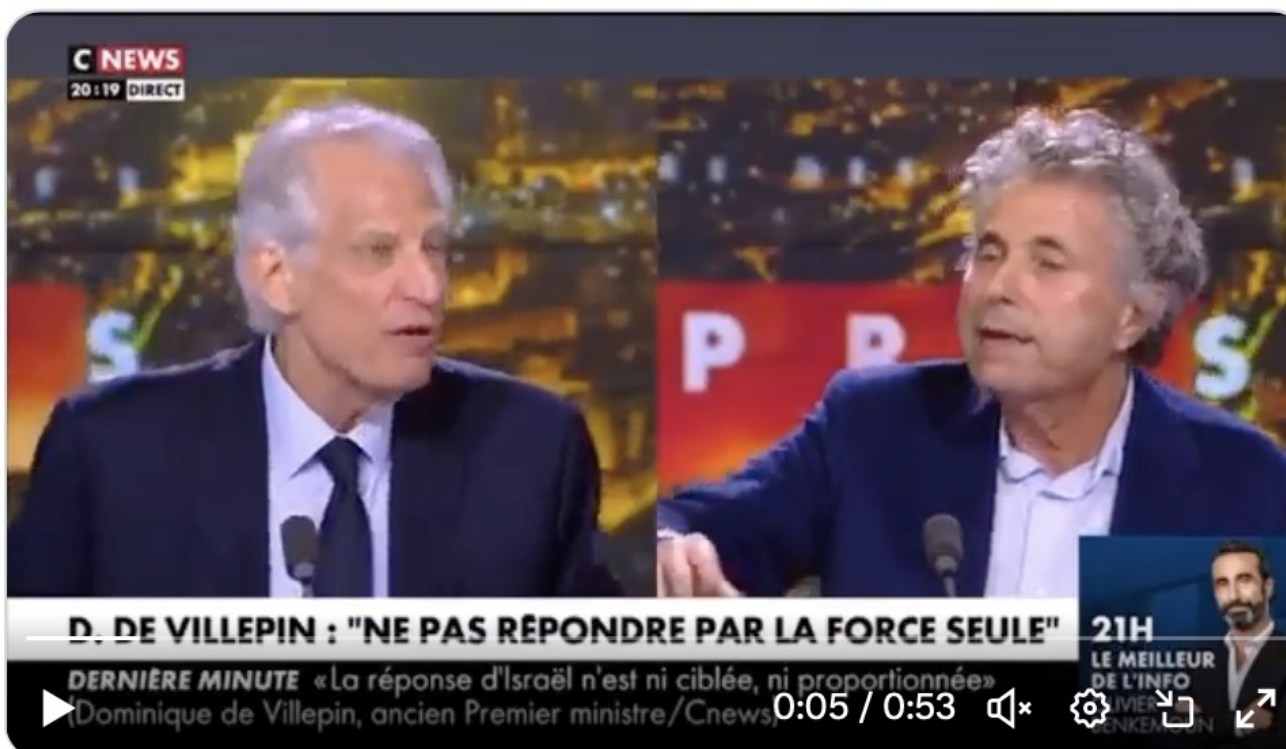 C NEWS
20:19 DIRECT
S
P R S
D. DE VILLEPIN : "NE PAS RÉPONDRE PAR LA FORCE SEULE"
21H
LE MEILLEUR
DE L'INFO
OLIVIER
BENKEMOUN
DERNIÈRE MINUTE «La réponse d'Israël n'est ni ciblée, ni proportionnée»
(Dominique de Villepin, ancien Premier ministre/Cnews)
0:05 / 0:53